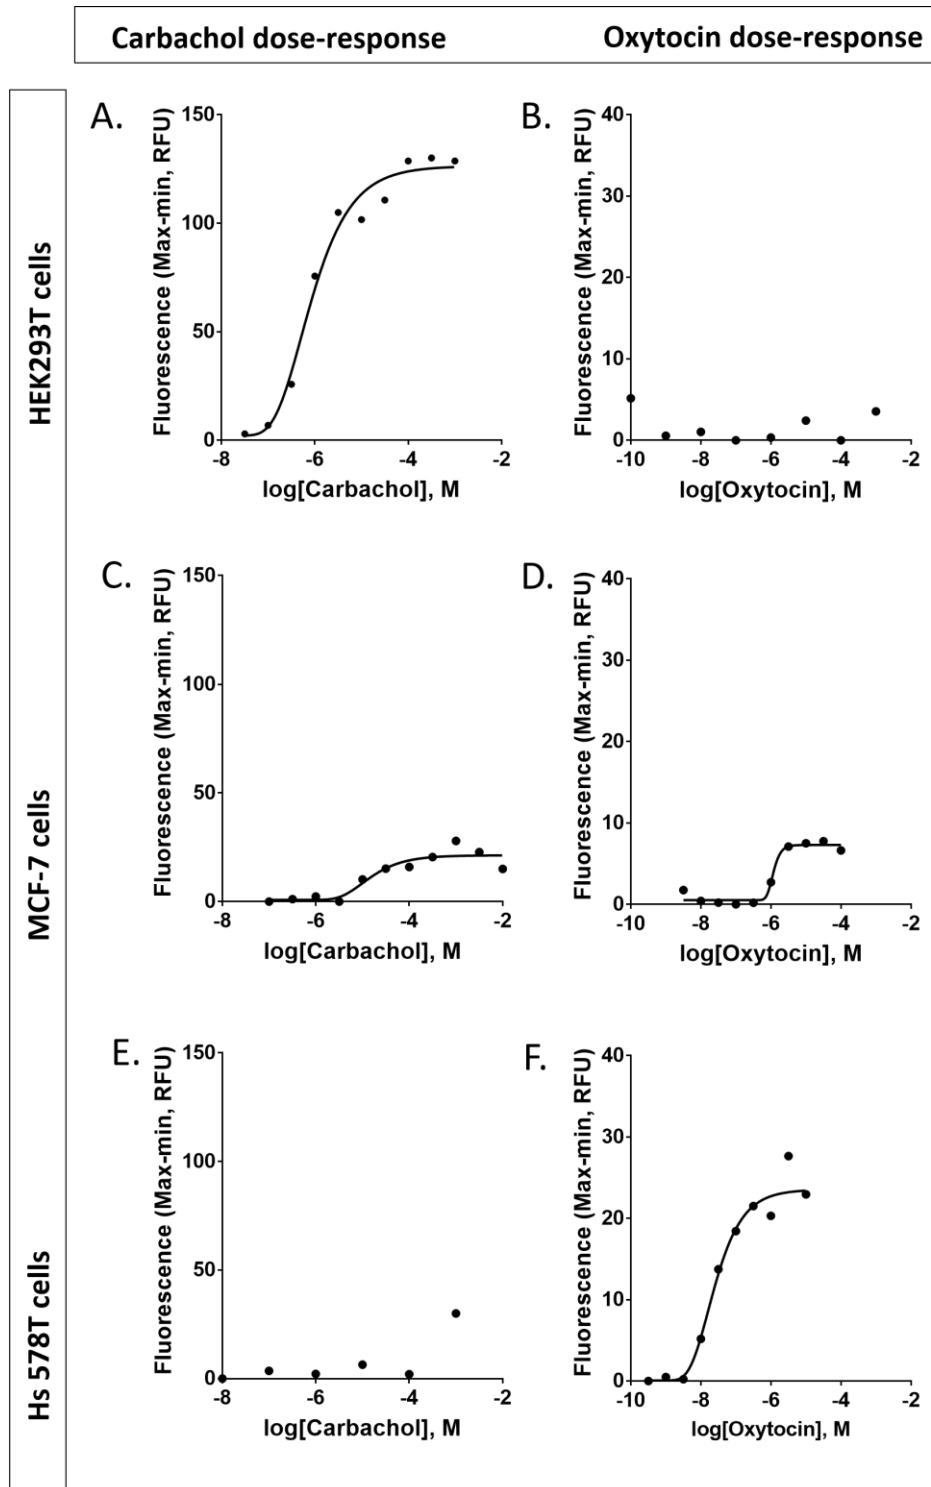 Carbachol dose-response
Oxytocin dose-response
HEK293T cells
A.
Fluorescence (Max-min, RFU)
150
100
50
0
-8
-6
-4
-2
log[Carbachol], M
B.
Fluorescence (Max-min, RFU)
40
30
20
10
0
-10
-8
-6
-4
-2
log[Oxytocin], M
MCF-7 cells
C.
Fluorescence (Max-min, RFU)
150
100
50
0
-8
-6
-4
-2
log[Carbachol], M
D.
Fluorescence (Max-min, RFU)
40
30
20
10
0
-10
-8
-6
-4
-2
log[Oxytocin], M
Hs 578T cells
E.
Fluorescence (Max-min, RFU)
150
100
50
0
-8
-6
-4
-2
log[Carbachol], M
F.
Fluorescence (Max-min, RFU)
40
30
20
10
0
-10
-8
-6
-4
-2
log[Oxytocin], M